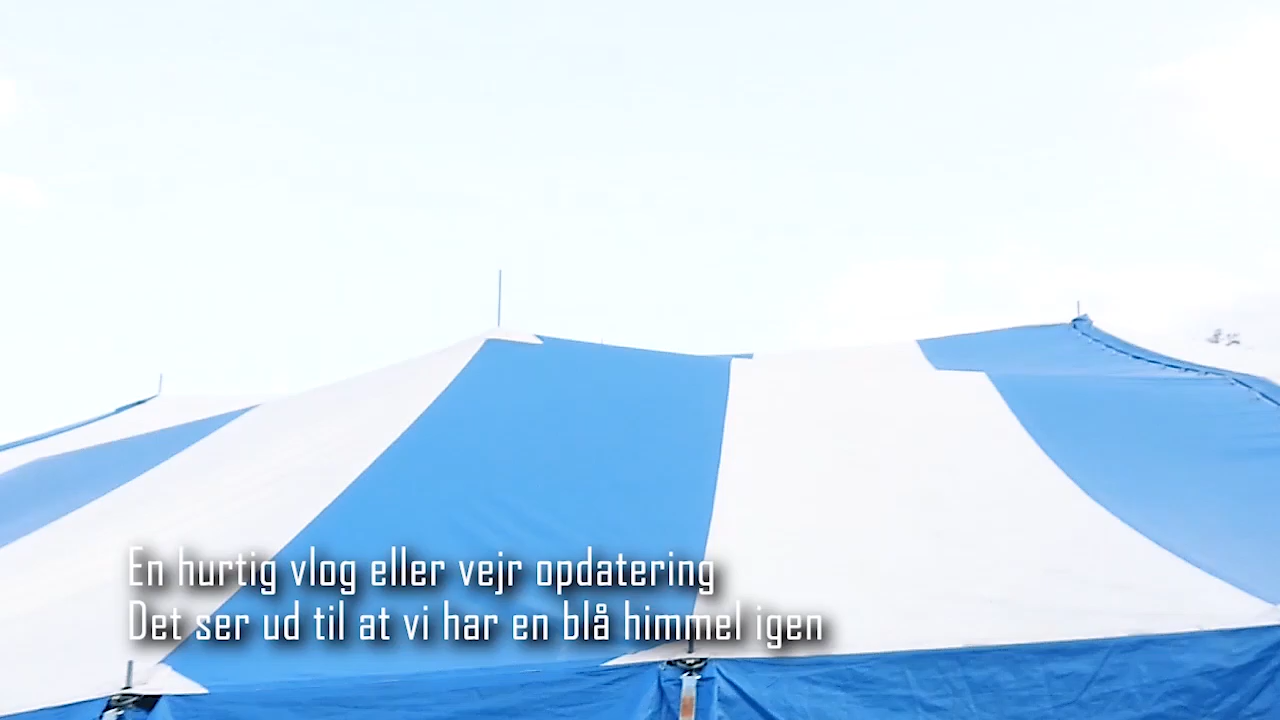 En hurtig vlog eller vejr opdatering
Det ser ud til at vi har en blå himmel igen